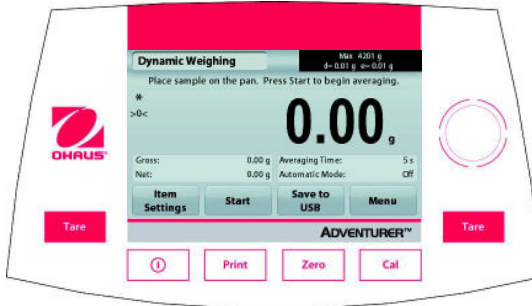 Dynamic Weighing
Max 4201 g
d=0.01 g e=0.01 g
Place sample on the pan. Press Start to begin averaging.
*
>0<
0.00 g
OHAUS
Gross: 0.00 g Averaging Time: 5 s
Net: 0.00 g Automatic Mode: Off
Item Settings
Start
Save to USB
Menu
Tare
Tare
ADVENTURER™
Print
Zero
Cal